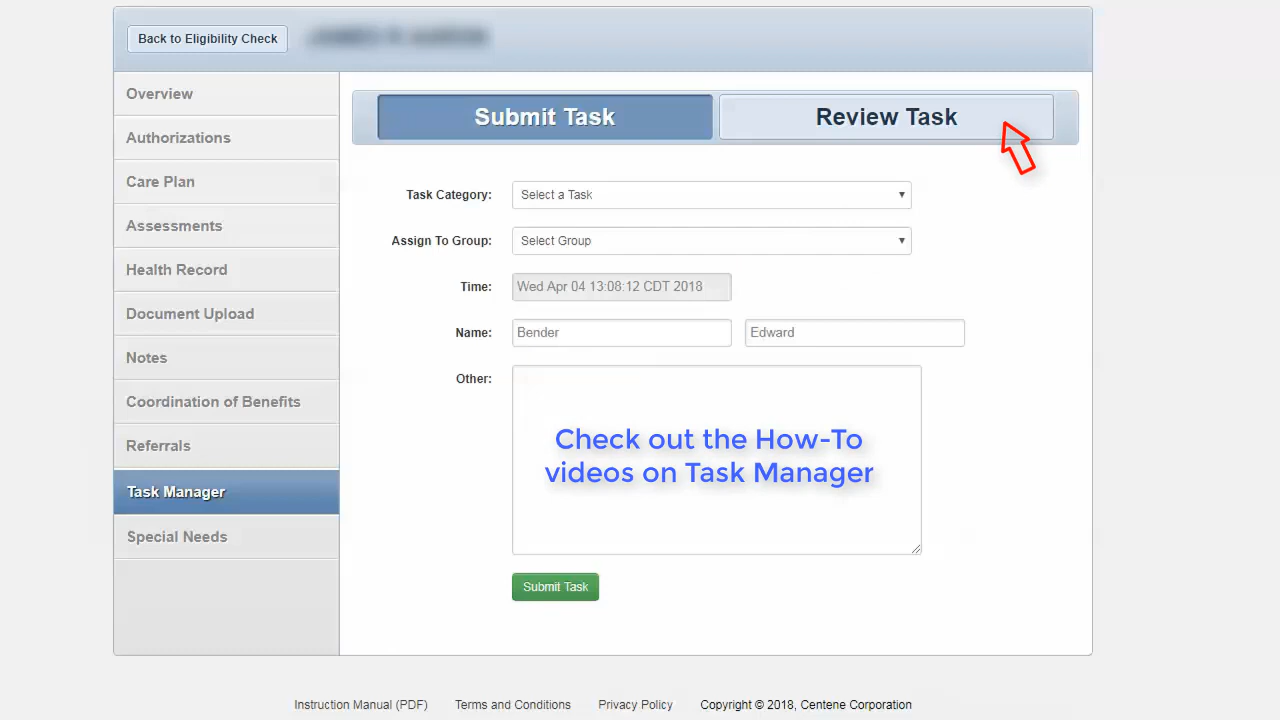 Back to Eligibility Check
Overview
Authorizations
Care Plan
Assessments
Health Record
Document Upload
Notes
Coordination of Benefits
Referrals
Task Manager
Special Needs
Submit Task
Review Task
Task Category:
Select a Task
Assign To Group:
Select Group
Time:
Wed Apr 04 13:08:12 CDT 2018
Name:
Bender
Edward
Other:
Check out the How-To
videos on Task Manager
Submit Task
Instruction Manual (PDF)
Terms and Conditions
Privacy Policy
Copyright © 2018, Centene Corporation